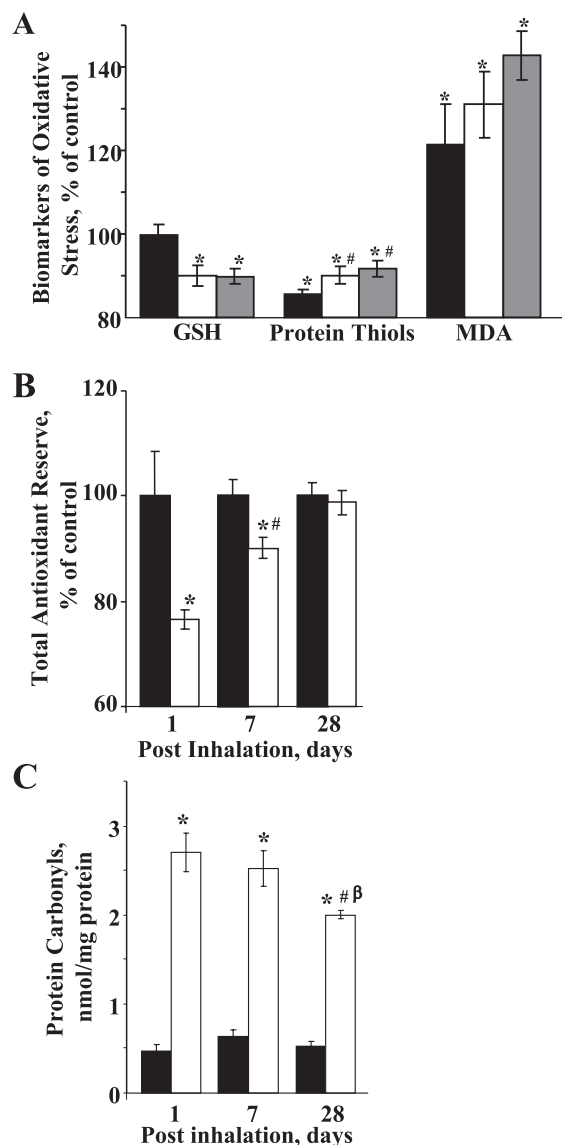 A
Biomarkers of Oxidative
Stress, % of control
140
120
100
80
* * * *# *# * * *
GSH Protein Thiols MDA
B
Total Antioxidant Reserve,
% of control
120
100
80
60
* *#
1 7 28
Post Inhalation, days
C
Protein Carbonyls,
nmol/mg protein
3
2
1
0
* * * # β
1 7 28
Post inhalation, days